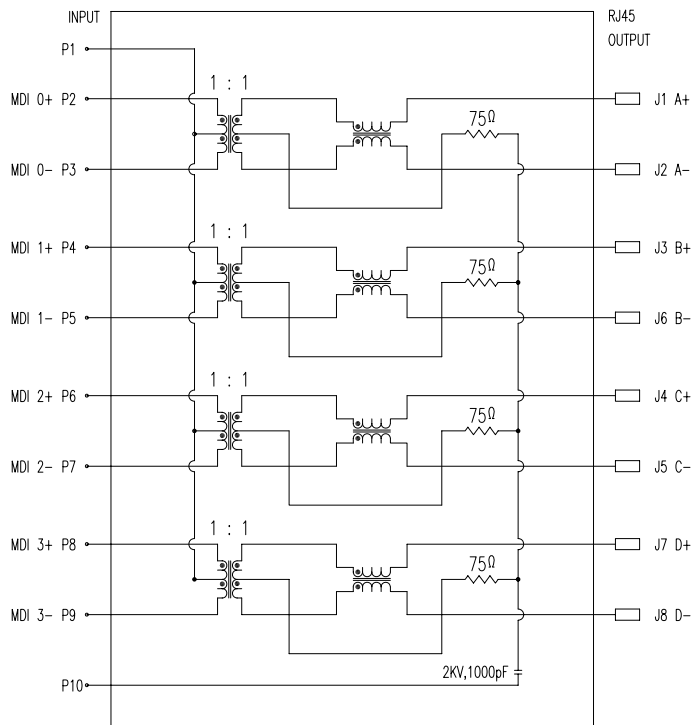 INPUT
RJ45
OUTPUT
P1
1 : 1
MDI 0+ P2
J1 A+
75Ω
MDI 0- P3
J2 A-
1 : 1
MDI 1+ P4
J3 B+
75Ω
MDI 1- P5
J6 B-
1 : 1
MDI 2+ P6
J4 C+
75Ω
MDI 2- P7
J5 C-
1 : 1
MDI 3+ P8
J7 D+
75Ω
MDI 3- P9
J8 D-
2KV,1000pF
P10